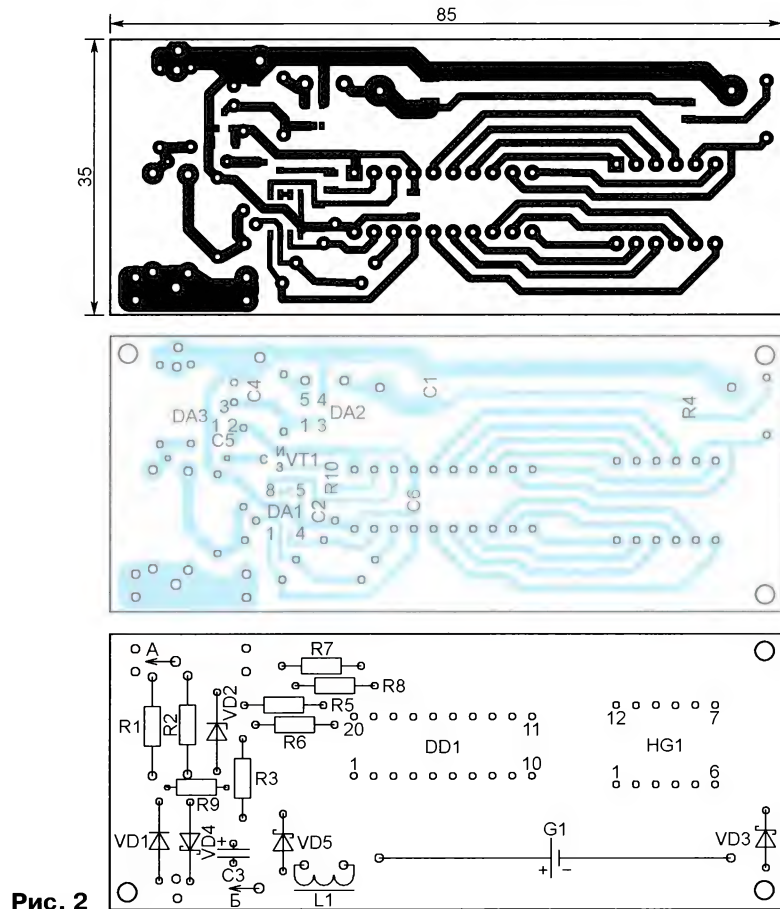 85
35
C4
5 4
DA3
3
DA2
C1
R4
1 2
1 3
C5
И
С VT1
З
R10
8 5
C2
C6
DA1
1 4
А
R7
R8
VD2
R1
R2
R5
R6
20
11
12
7
DD1
HG1
R3
1
10
1
6
R9
VD1
VD4
VD5
G1
VD3
+
C3
+ −
Б
L1
Рис. 2